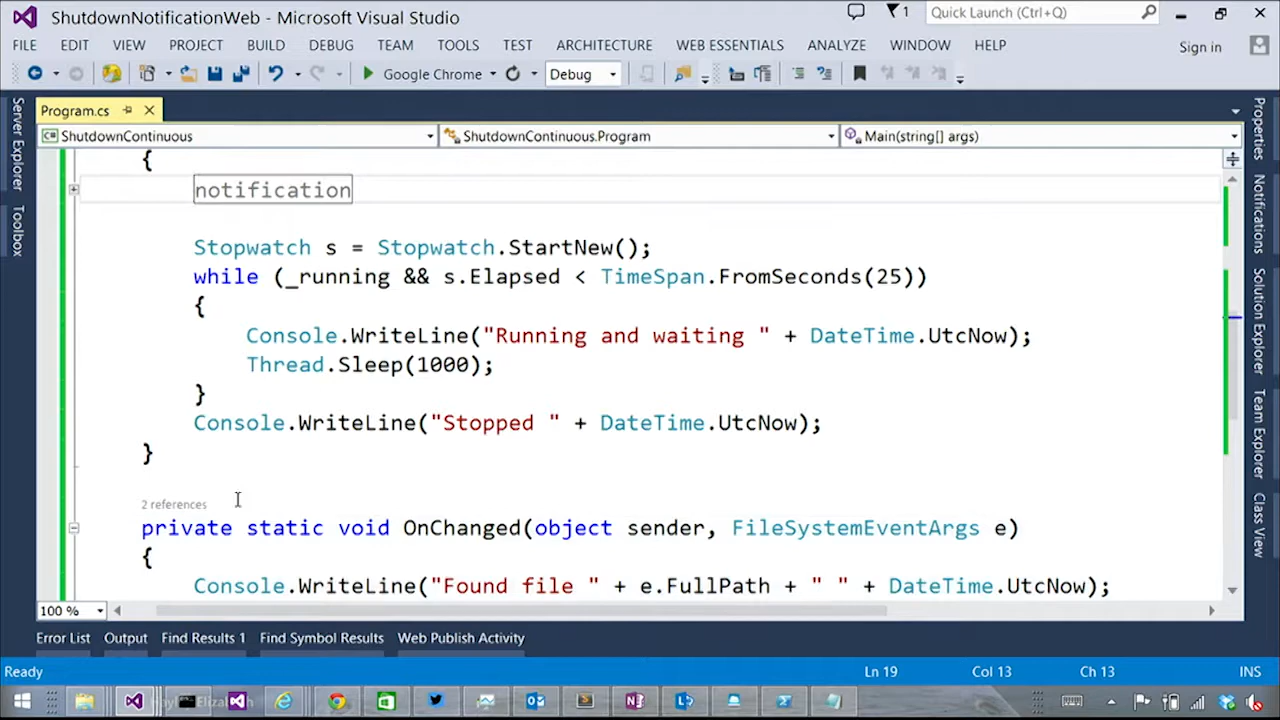 ShutdownNotificationWeb - Microsoft Visual Studio
1
Quick Launch (Ctrl+Q)
FILE EDIT VIEW PROJECT BUILD DEBUG TEAM TOOLS TEST ARCHITECTURE WEB ESSENTIALS ANALYZE WINDOW HELP
Sign in
Google Chrome
Debug
Server Explorer
Toolbox
Program.cs
ShutdownContinuous
ShutdownContinuous.Program
Main(string[] args)
{
notification
Stopwatch s = Stopwatch.StartNew();
while (_running && s.Elapsed < TimeSpan.FromSeconds(25))
{
Console.WriteLine("Running and waiting " + DateTime.UtcNow);
Thread.Sleep(1000);
}
Console.WriteLine("Stopped " + DateTime.UtcNow);
}
2 references
private static void OnChanged(object sender, FileSystemEventArgs e)
{
Console.WriteLine("Found file " + e.FullPath + " " + DateTime.UtcNow);
Properties
Notifications
Solution Explorer
Team Explorer
Class View
100 %
Error List Output Find Results 1 Find Symbol Results Web Publish Activity
Ready
Ln 19
Col 13
Ch 13
INS